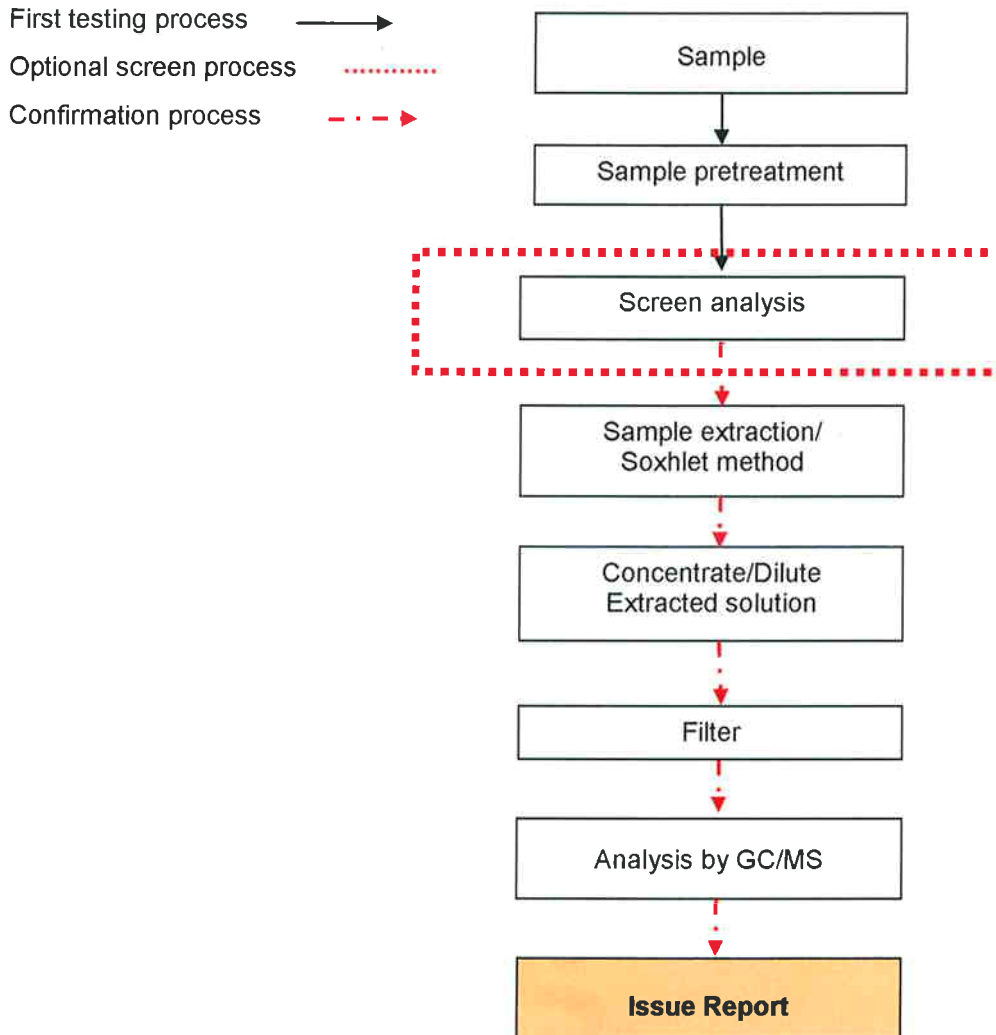 First testing process
Optional screen process
Confirmation process
Sample
Sample pretreatment
Screen analysis
Sample extraction/
Soxhlet method
Concentrate/Dilute
Extracted solution
Filter
Analysis by GC/MS
Issue Report